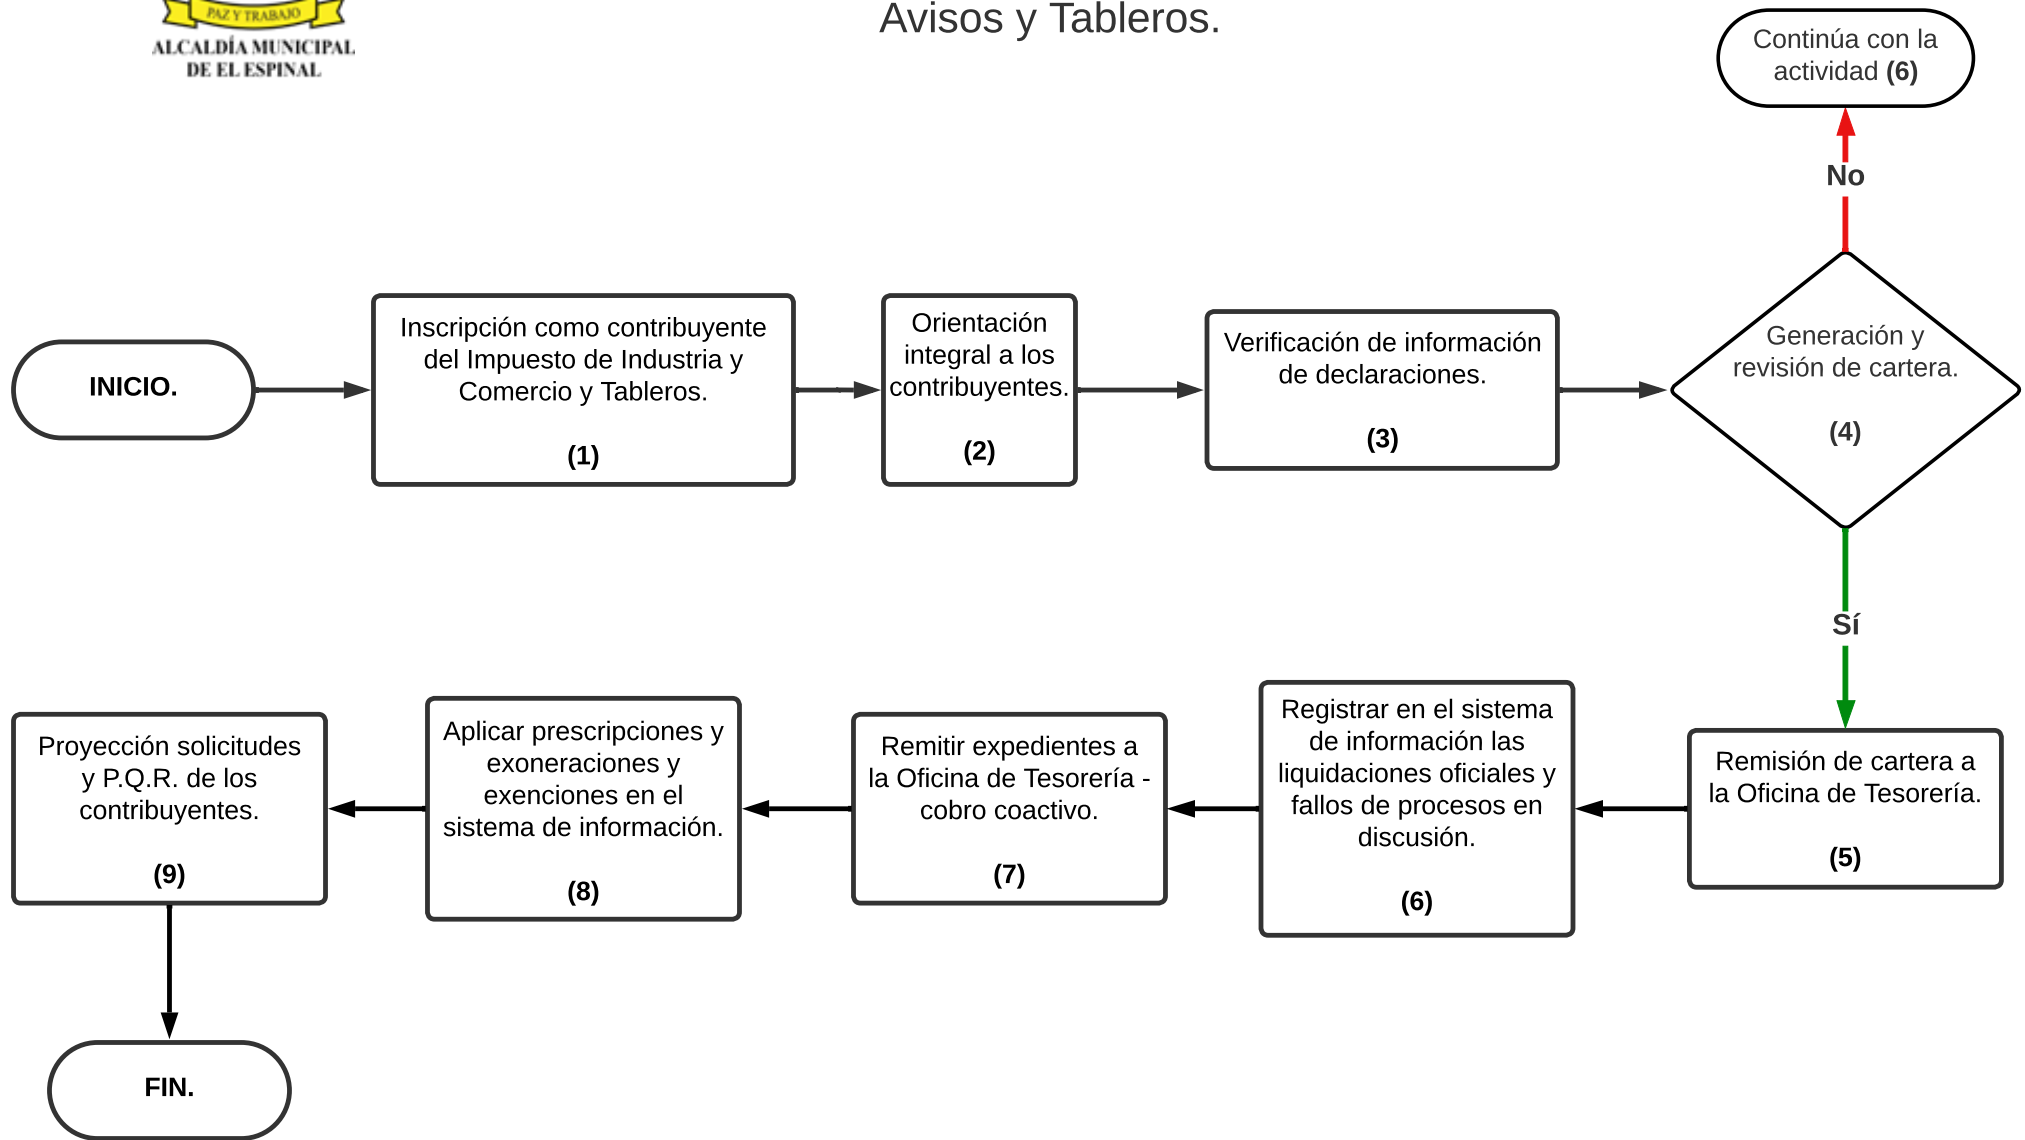 PAZ Y TRABAJO
ALCALDÍA MUNICIPAL
DE EL ESPINAL
Avisos y Tableros.
Continúa con la
actividad (6)
No
INICIO.
Inscripción como contribuyente
del Impuesto de Industria y
Comercio y Tableros.
(1)
Orientación
integral a los
contribuyentes.
(2)
Verificación de información
de declaraciones.
(3)
Generación y
revisión de cartera.
(4)
Sí
Remisión de cartera a
la Oficina de Tesorería.
(5)
Registrar en el sistema
de información las
liquidaciones oficiales y
fallos de procesos en
discusión.
(6)
Remitir expedientes a
la Oficina de Tesorería -
cobro coactivo.
(7)
Aplicar prescripciones y
exoneraciones y
exenciones en el
sistema de información.
(8)
Proyección solicitudes
y P.Q.R. de los
contribuyentes.
(9)
FIN.